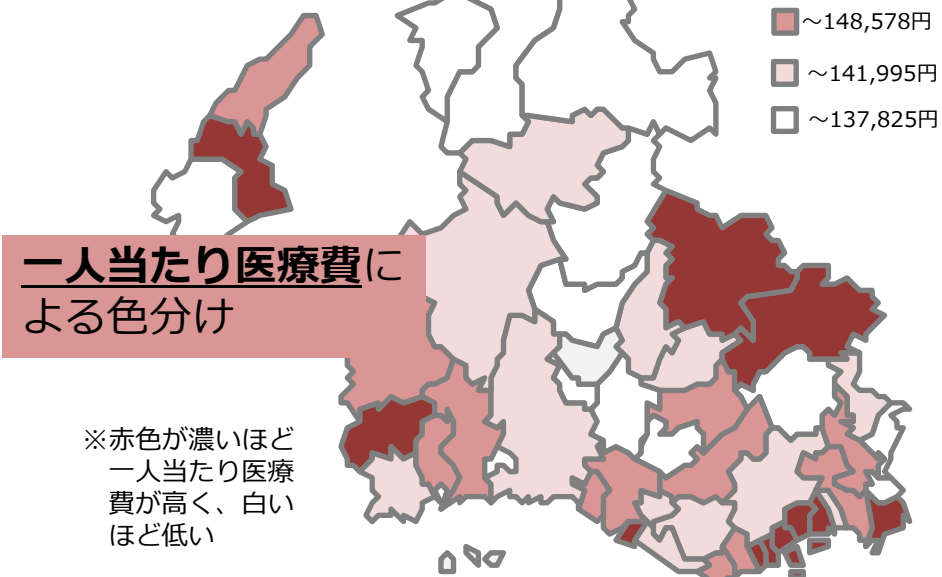 ～148,578円
～141,995円
～137,825円
一人当たり医療費に
よる色分け
※赤色が濃いほど
一人当たり医療
費が高く、白い
ほど低い